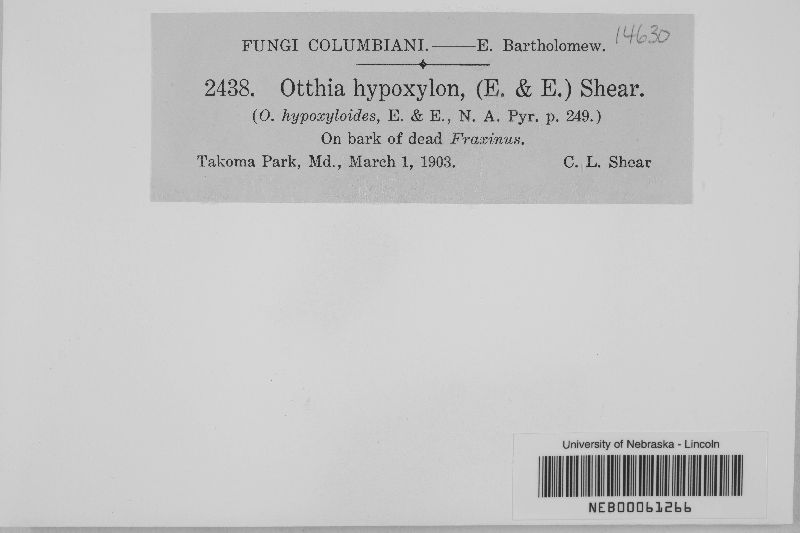 14630
FUNGI COLUMBIANI.——E. Bartholomew.
2438. Otthia hypoxylon, (E. & E.) Shear.
(O. hypoxyloides, E. & E., N. A. Pyr. p. 249.)
On bark of dead Fraxinus.
Takoma Park, Md., March 1, 1903. C. L. Shear
University of Nebraska - Lincoln
NEB00061266